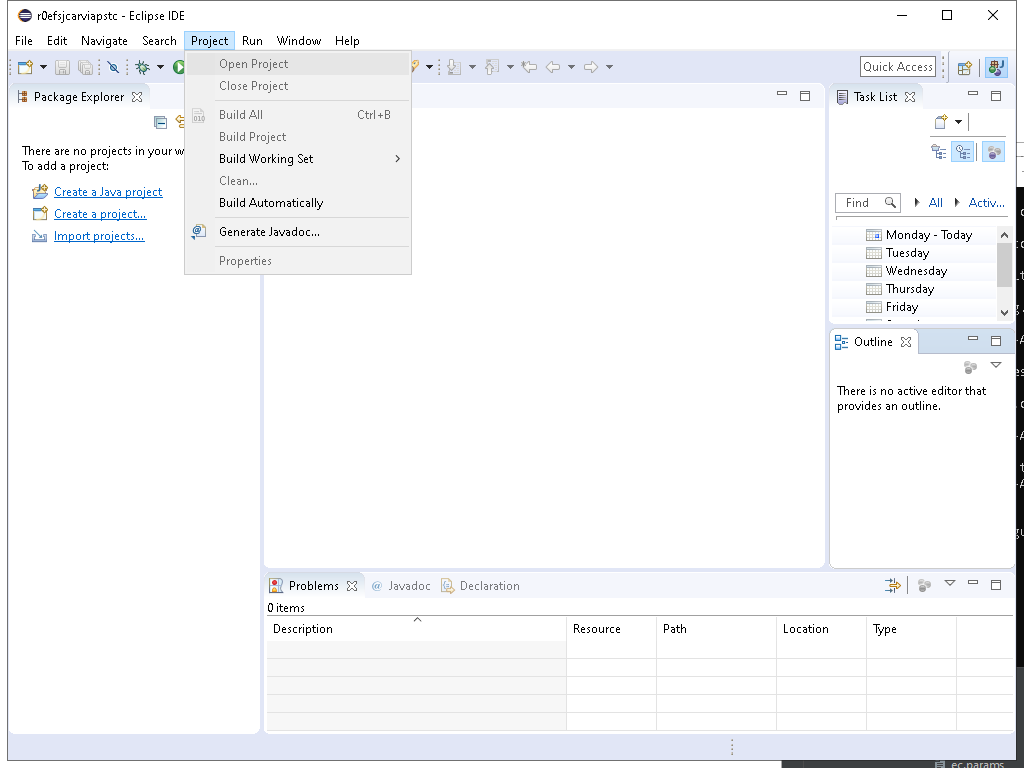 r0efsjcarviapstc - Eclipse IDE
File Edit Navigate Search Project Run Window Help
Quick Access
Open Project
Close Project
Build All Ctrl+B
Build Project
Build Working Set
Clean...
Build Automatically
Generate Javadoc...
Properties
Package Explorer
There are no projects in your w
To add a project:
Create a Java project
Create a project...
Import projects...
Task List
Find All Activ...
Monday - Today
Tuesday
Wednesday
Thursday
Friday
Outline
There is no active editor that
provides an outline.
Problems @ Javadoc Declaration
0 items
Description Resource Path Location Type
ec.params